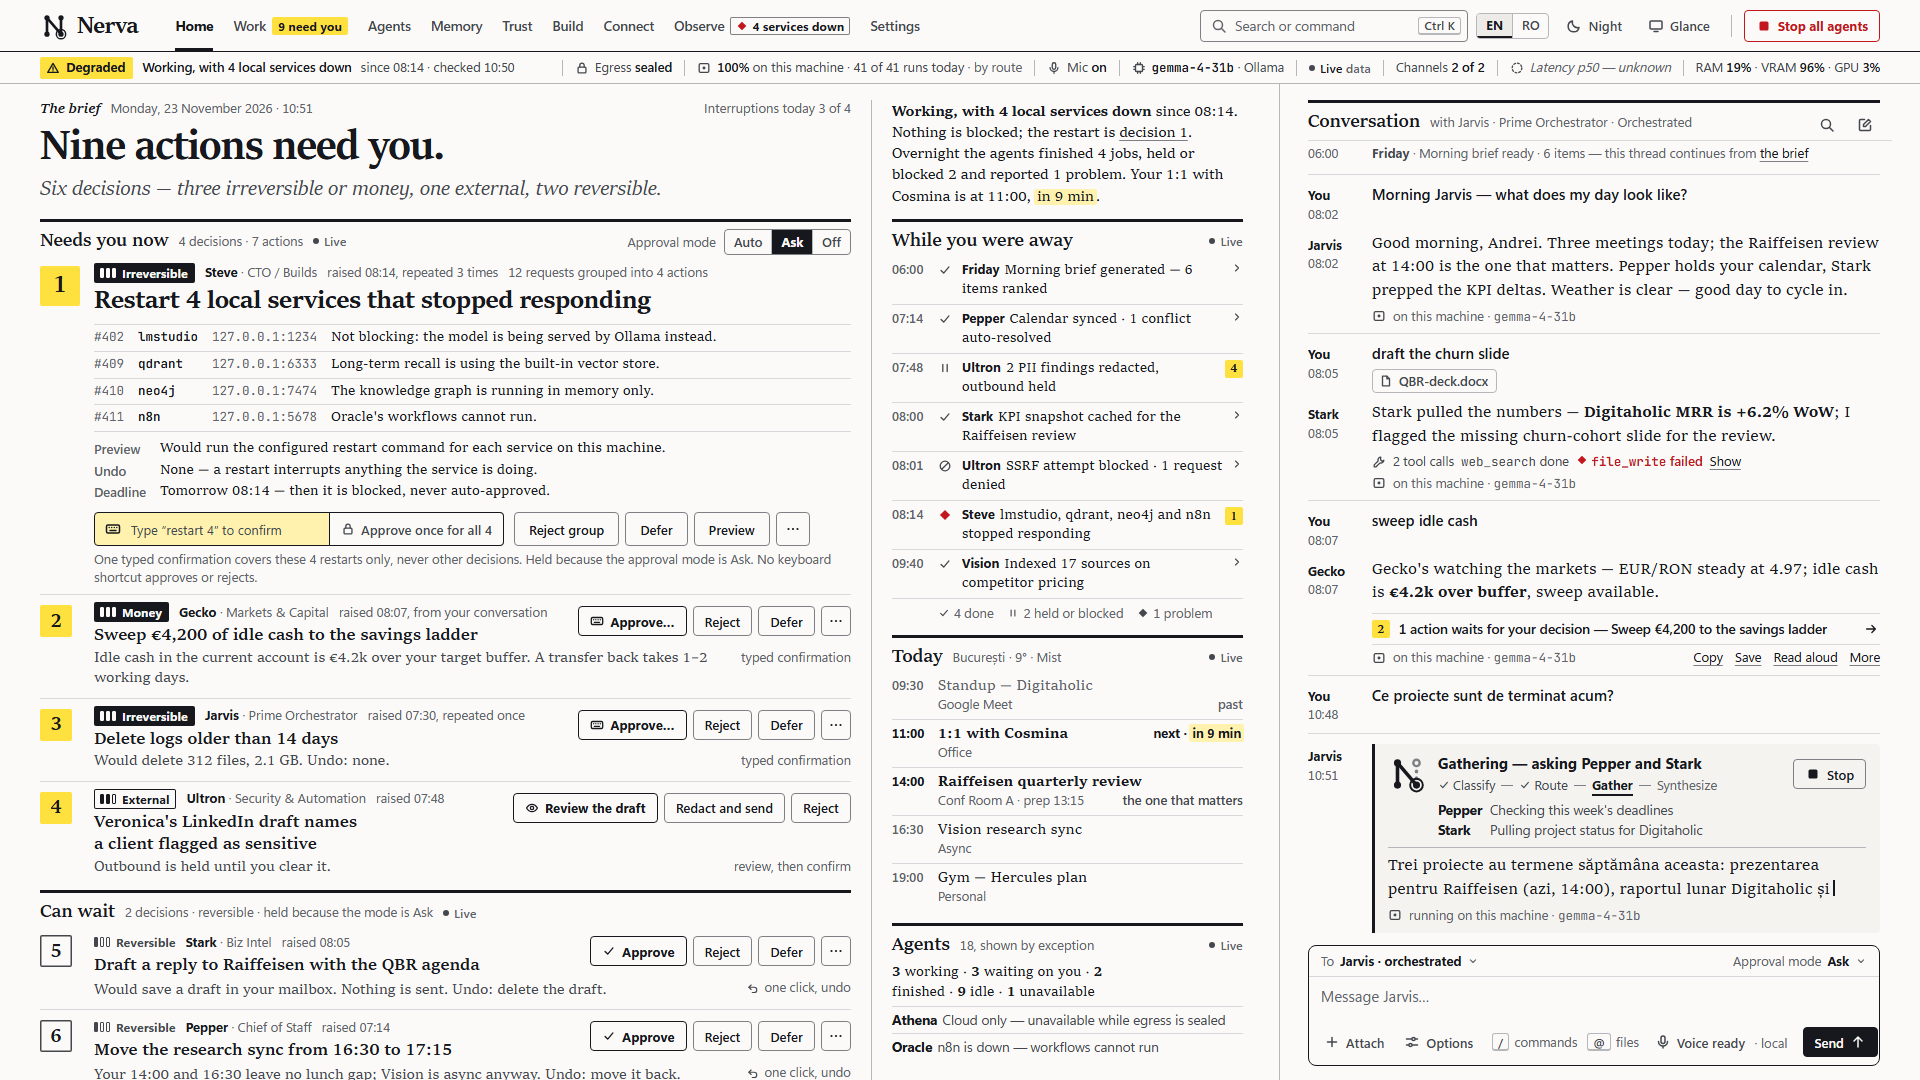 Nerva
Home
Work 9 need you
Agents
Memory
Trust
Build
Connect
Observe 4 services down
Settings
Search or command Ctrl K
EN RO
Night
Glance
Stop all agents
Degraded Working, with 4 local services down since 08:14 · checked 10:50
Egress sealed
100% on this machine · 41 of 41 runs today · by route
Mic on
gemma-4-31b · Ollama
Live data
Channels 2 of 2
Latency p50 — unknown
RAM 19% · VRAM 96% · GPU 3%
The brief Monday, 23 November 2026 · 10:51
Interruptions today 3 of 4
Nine actions need you.
Six decisions — three irreversible or money, one external, two reversible.
Needs you now 4 decisions · 7 actions Live
Approval mode Auto Ask Off
1
Irreversible Steve · CTO / Builds raised 08:14, repeated 3 times 12 requests grouped into 4 actions
Restart 4 local services that stopped responding
#402 lmstudio 127.0.0.1:1234 Not blocking: the model is being served by Ollama instead.
#409 qdrant 127.0.0.1:6333 Long-term recall is using the built-in vector store.
#410 neo4j 127.0.0.1:7474 The knowledge graph is running in memory only.
#411 n8n 127.0.0.1:5678 Oracle's workflows cannot run.
Preview Would run the configured restart command for each service on this machine.
Undo None — a restart interrupts anything the service is doing.
Deadline Tomorrow 08:14 — then it is blocked, never auto-approved.
Type "restart 4" to confirm Approve once for all 4 Reject group Defer Preview ···
One typed confirmation covers these 4 restarts only, never other decisions. Held because the approval mode is Ask. No keyboard
shortcut approves or rejects.
2
Money Gecko · Markets & Capital raised 08:07, from your conversation
Sweep €4,200 of idle cash to the savings ladder
Idle cash in the current account is €4.2k over your target buffer. A transfer back takes 1–2
working days.
Approve... Reject Defer ···
typed confirmation
3
Irreversible Jarvis · Prime Orchestrator raised 07:30, repeated once
Delete logs older than 14 days
Would delete 312 files, 2.1 GB. Undo: none.
Approve... Reject Defer ···
typed confirmation
4
External Ultron · Security & Automation raised 07:48
Veronica's LinkedIn draft names
a client flagged as sensitive
Outbound is held until you clear it.
Review the draft Redact and send Reject
review, then confirm
Can wait 2 decisions · reversible · held because the mode is Ask Live
5
Reversible Stark · Biz Intel raised 08:05
Draft a reply to Raiffeisen with the QBR agenda
Would save a draft in your mailbox. Nothing is sent. Undo: delete the draft.
Approve Reject Defer ···
one click, undo
6
Reversible Pepper · Chief of Staff raised 07:14
Move the research sync from 16:30 to 17:15
Your 14:00 and 16:30 leave no lunch gap; Vision is async anyway. Undo: move it back.
Approve Reject Defer ···
one click, undo
Working, with 4 local services down since 08:14.
Nothing is blocked; the restart is decision 1.
Overnight the agents finished 4 jobs, held or
blocked 2 and reported 1 problem. Your 1:1 with
Cosmina is at 11:00, in 9 min.
While you were away Live
06:00 Friday Morning brief generated — 6
items ranked
07:14 Pepper Calendar synced · 1 conflict
auto-resolved
07:48 Ultron 2 PII findings redacted, 4
outbound held
08:00 Stark KPI snapshot cached for the
Raiffeisen review
08:01 Ultron SSRF attempt blocked · 1 request
denied
08:14 Steve lmstudio, qdrant, neo4j and n8n 1
stopped responding
09:40 Vision Indexed 17 sources on
competitor pricing
4 done 2 held or blocked 1 problem
Today București · 9° · Mist Live
09:30 Standup — Digitaholic
Google Meet past
11:00 1:1 with Cosmina next · in 9 min
Office
14:00 Raiffeisen quarterly review
Conf Room A · prep 13:15 the one that matters
16:30 Vision research sync
Async
19:00 Gym — Hercules plan
Personal
Agents 18, shown by exception Live
3 working · 3 waiting on you · 2
finished · 9 idle · 1 unavailable
Athena Cloud only — unavailable while egress is sealed
Oracle n8n is down — workflows cannot run
Conversation with Jarvis · Prime Orchestrator · Orchestrated
06:00 Friday · Morning brief ready · 6 items — this thread continues from the brief
You Morning Jarvis — what does my day look like?
08:02
Jarvis Good morning, Andrei. Three meetings today; the Raiffeisen review
08:02 at 14:00 is the one that matters. Pepper holds your calendar, Stark
prepped the KPI deltas. Weather is clear — good day to cycle in.
on this machine · gemma-4-31b
You draft the churn slide
08:05 QBR-deck.docx
Stark Stark pulled the numbers — Digitaholic MRR is +6.2% WoW; I
08:05 flagged the missing churn-cohort slide for the review.
2 tool calls web_search done file_write failed Show
on this machine · gemma-4-31b
You sweep idle cash
08:07
Gecko Gecko's watching the markets — EUR/RON steady at 4.97; idle cash
08:07 is €4.2k over buffer, sweep available.
2 1 action waits for your decision — Sweep €4,200 to the savings ladder
on this machine · gemma-4-31b Copy Save Read aloud More
You Ce proiecte sunt de terminat acum?
10:48
Jarvis Gathering — asking Pepper and Stark Stop
10:51 Classify — Route — Gather — Synthesize
Pepper Checking this week's deadlines
Stark Pulling project status for Digitaholic
Trei proiecte au termene săptămâna aceasta: prezentarea
pentru Raiffeisen (azi, 14:00), raportul lunar Digitaholic și
running on this machine · gemma-4-31b
To Jarvis · orchestrated Approval mode Ask
Message Jarvis...
Attach Options / commands @ files Voice ready · local Send